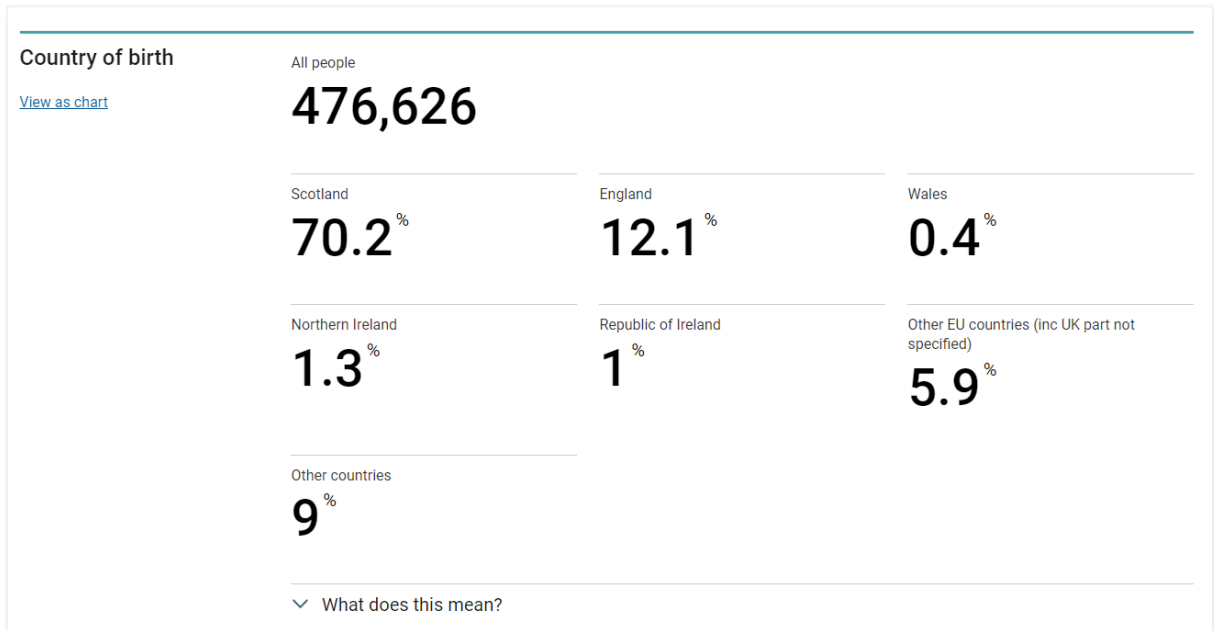 Country of birth
View as chart
All people
476,626
Scotland
70.2%
England
12.1%
Wales
0.4%
Northern Ireland
1.3%
Republic of Ireland
1%
Other EU countries (inc UK part not
specified)
5.9%
Other countries
9%
What does this mean?